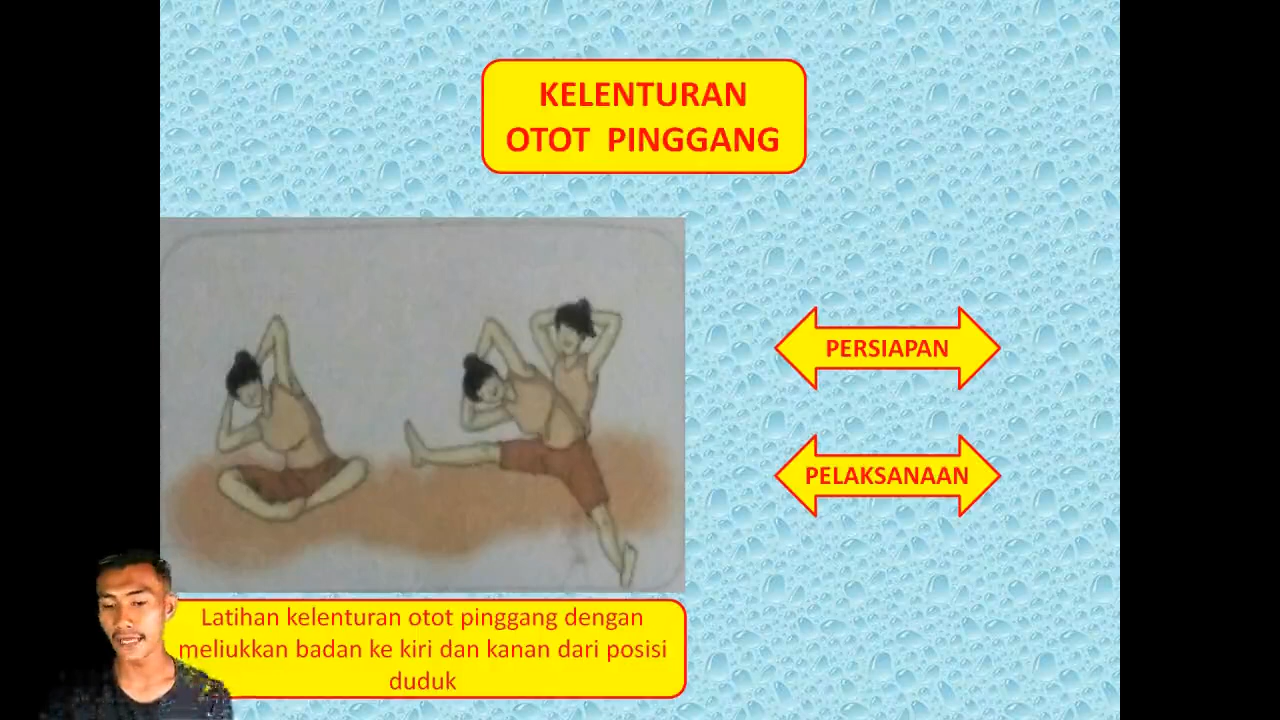 KELENTURAN
OTOT PINGGANG
PERSIAPAN
PELAKSANAAN
Latihan kelenturan otot pinggang dengan
meliukkan badan ke kiri dan kanan dari posisi
duduk